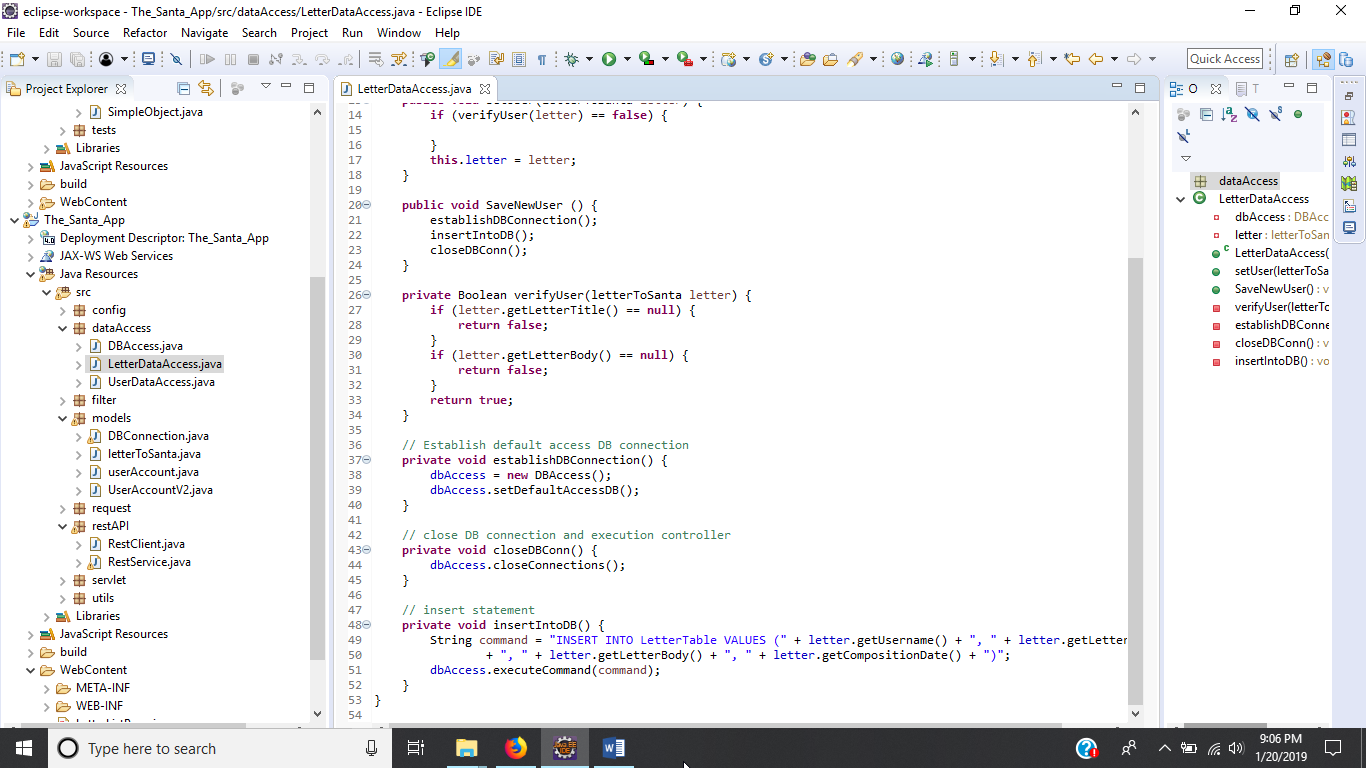 eclipse-workspace - The_Santa_App/src/dataAccess/LetterDataAccess.java - Eclipse IDE
File Edit Source Refactor Navigate Search Project Run Window Help
Quick Access
Project Explorer
SimpleObject.java
tests
Libraries
JavaScript Resources
build
WebContent
The_Santa_App
Deployment Descriptor: The_Santa_App
JAX-WS Web Services
Java Resources
src
config
dataAccess
DBAccess.java
LetterDataAccess.java
UserDataAccess.java
filter
models
DBConnection.java
letterToSanta.java
userAccount.java
UserAccountV2.java
request
restAPI
RestClient.java
RestService.java
servlet
utils
Libraries
JavaScript Resources
build
WebContent
META-INF
WEB-INF
LetterDataAccess.java
14 if (verifyUser(letter) == false) {
15
16 }
17 this.letter = letter;
18 }
19
20 public void SaveNewUser () {
21 establishDBConnection();
22 insertIntoDB();
23 closeDBConn();
24 }
25
26 private Boolean verifyUser(letterToSanta letter) {
27 if (letter.getLetterTitle() == null) {
28 return false;
29 }
30 if (letter.getLetterBody() == null) {
31 return false;
32 }
33 return true;
34 }
35
36 // Establish default access DB connection
37 private void establishDBConnection() {
38 dbAccess = new DBAccess();
39 dbAccess.setDefaultAccessDB();
40 }
41
42 // close DB connection and execution controller
43 private void closeDBConn() {
44 dbAccess.closeConnections();
45 }
46
47 // insert statement
48 private void insertIntoDB() {
49 String command = "INSERT INTO LetterTable VALUES (" + letter.getUsername() + ", " + letter.getLetter
50 + ", " + letter.getLetterBody() + ", " + letter.getCompositionDate() + ")";
51 dbAccess.executeCommand(command);
52 }
53 }
54
O T
dataAccess
LetterDataAccess
dbAccess : DBAcc
letter : letterToSan
LetterDataAccess(
setUser(letterToSa
SaveNewUser() : v
verifyUser(letterTo
establishDBConne
closeDBConn() : v
insertIntoDB() : vo
Type here to search
9:06 PM
1/20/2019